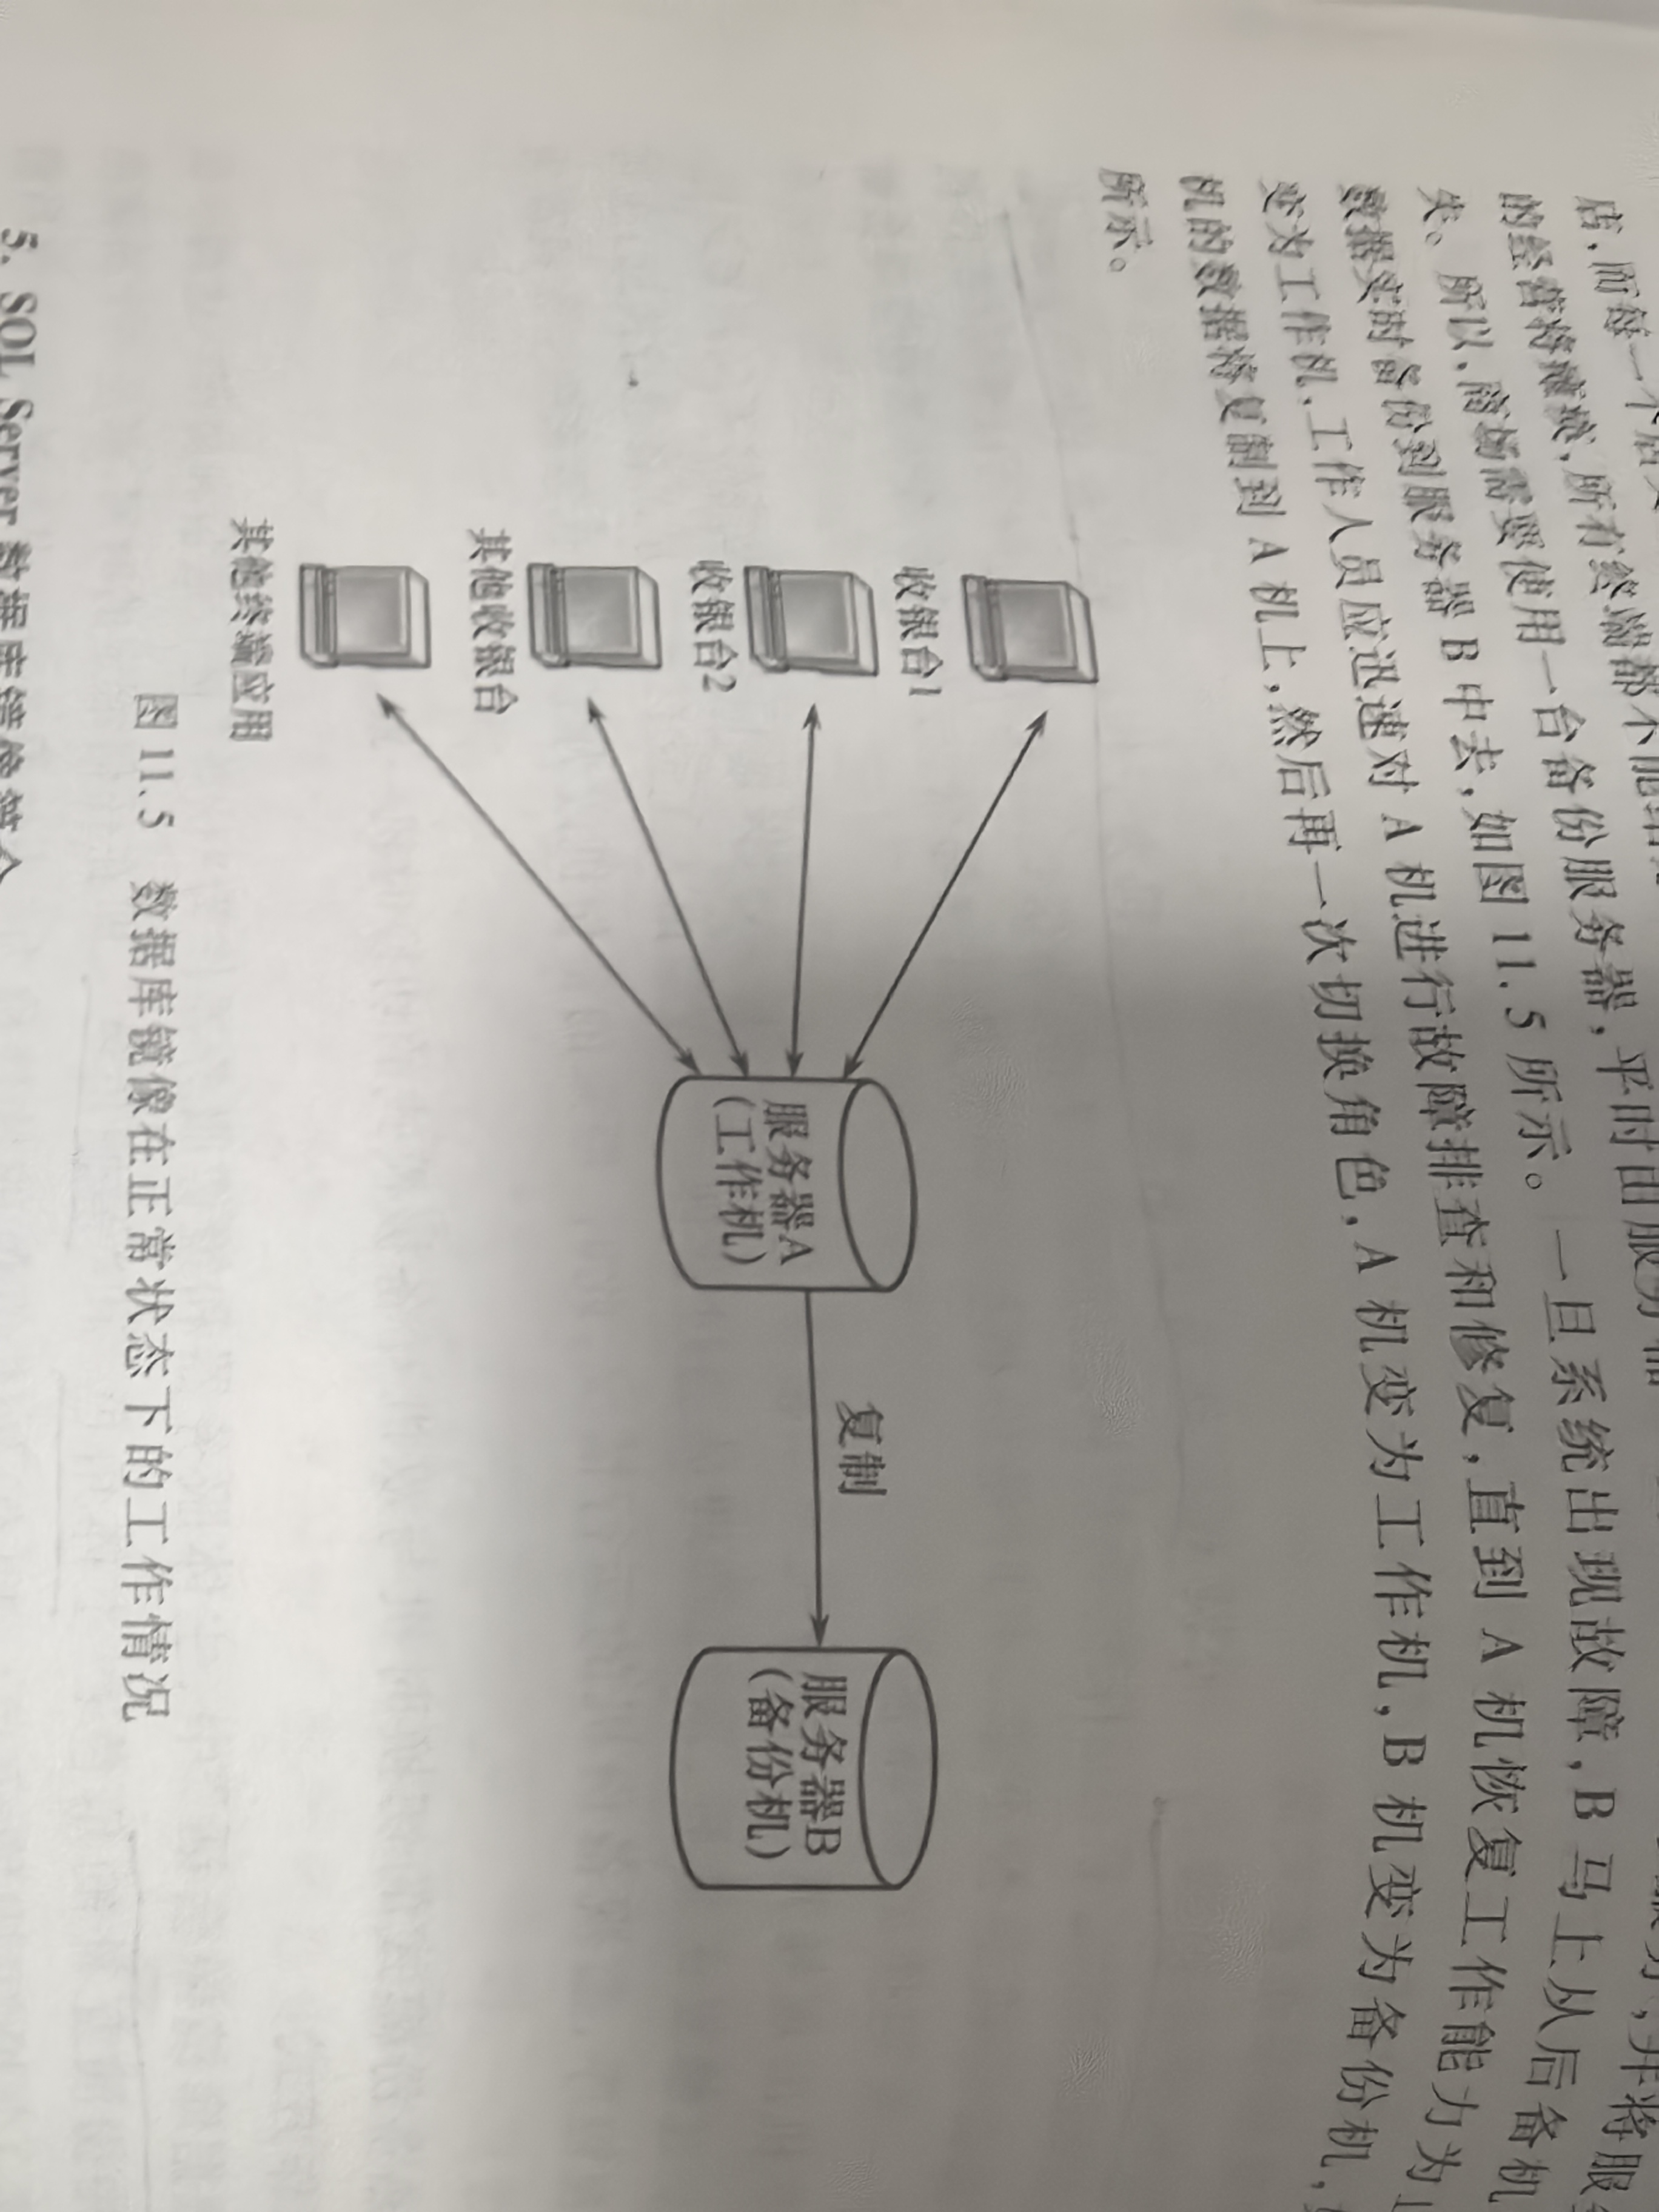 店,而每一个店
的经营将瘫痪,所有终端都不能
失。所以,商场需要使用一台备份服务器,平时由服务器 服务,并将服务
数据实时备份到服务器 B 中去,如图 11.5 所示。一旦系统出现故障,B 马上从后备机
变为工作机,工作人员应迅速对 A 机进行故障排查和修复,直到 A 机恢复工作能力为止
机的数据将复制到 A 机上,然后再一次切换角色,A 机变为工作机,B 机变为备份机,
所示。
收银台1
收银台2
其他收银台
其他终端应用
服务器A
(工作机)
复制
服务器B
(备份机)
图 11.5 数据库镜像在正常状态下的工作情况
5. SQL Server 数据库镜像简介